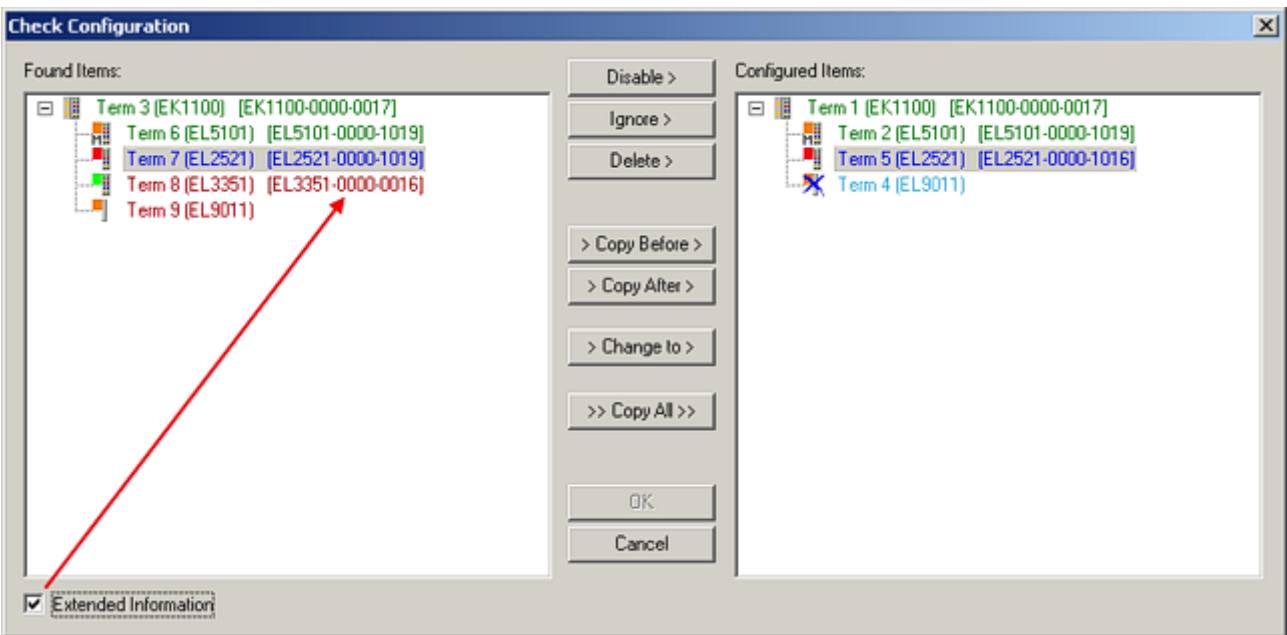 Check Configuration
Found Items:
Term 3 (EK1100) [EK1100-0000-0017]
Term 6 (EL5101) [EL5101-0000-1019]
Term 7 (EL2521) [EL2521-0000-1019]
Term 8 (EL3351) [EL3351-0000-0016]
Term 9 (EL9011)
Disable >
Ignore >
Delete >
> Copy Before >
> Copy After >
> Change to >
>> Copy All >>
OK
Cancel
Configured Items:
Term 1 (EK1100) [EK1100-0000-0017]
Term 2 (EL5101) [EL5101-0000-1019]
Term 5 (EL2521) [EL2521-0000-1016]
Term 4 (EL9011)
Extended Information